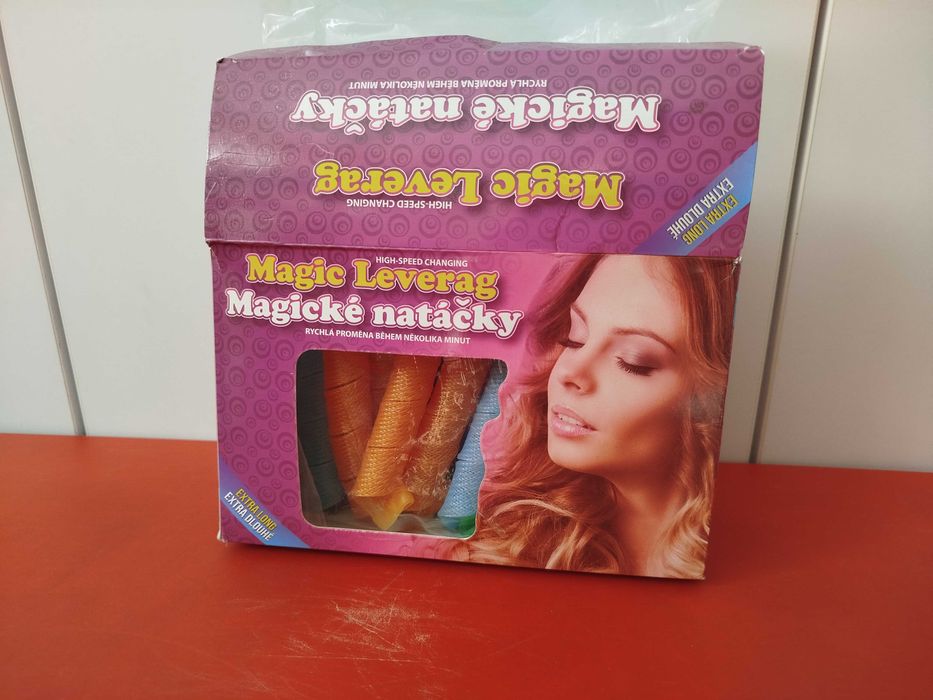 RYCHLÁ PROMĚNA BĚHEM NĚKOLIKA MINUT
Magické natáčky
Magic Leverag
HIGH-SPEED CHANGING
EXTRA LONG
EXTRA DLOUHÉ
HIGH-SPEED CHANGING
Magic Leverag
Magické natáčky
RYCHLÁ PROMĚNA BĚHEM NĚKOLIKA MINUT
EXTRA LONG
EXTRA DLOUHÉ